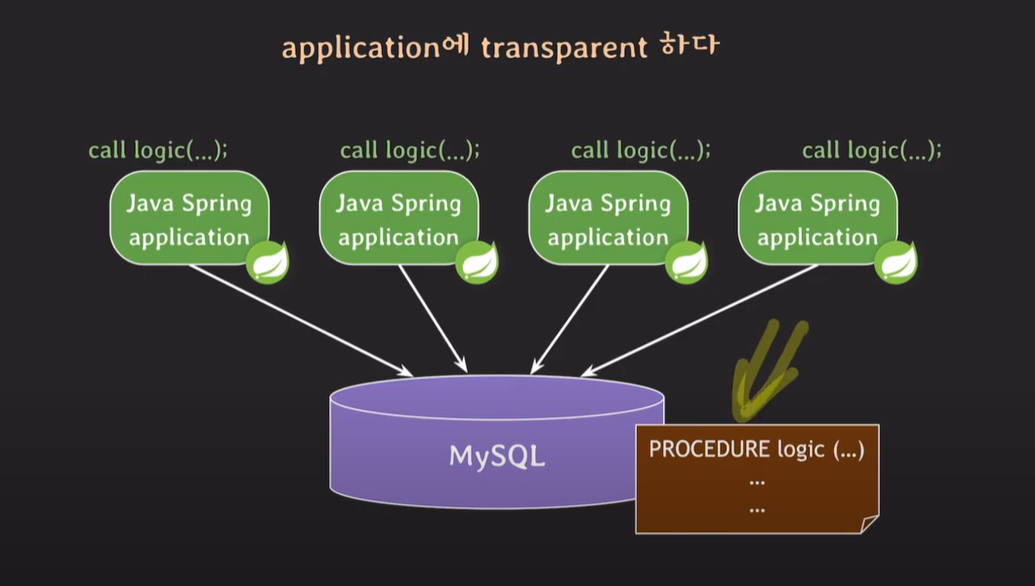 application에 transparent 하다
call logic(...);
call logic(...);
call logic(...);
call logic(...);
Java Spring
application
Java Spring
application
Java Spring
application
Java Spring
application
MySQL
PROCEDURE logic (...)
...
...